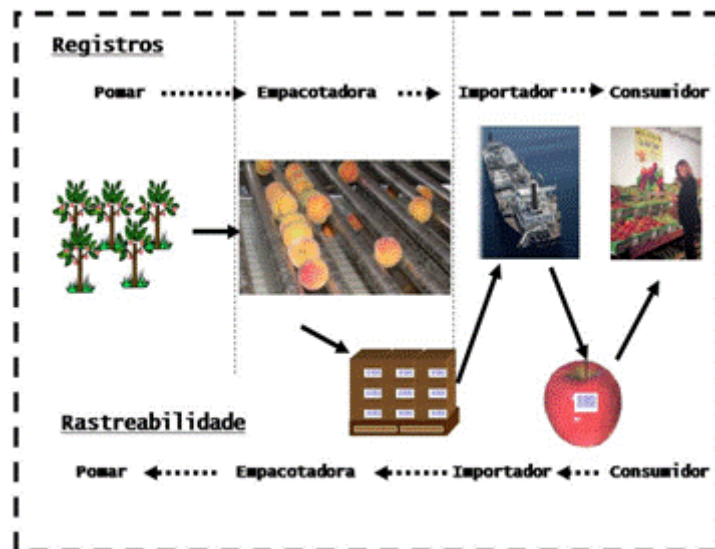 Registros
Pomar Empacotadora Importador Consumidor
Rastreabilidade
Pomar Empacotadora Importador Consumidor